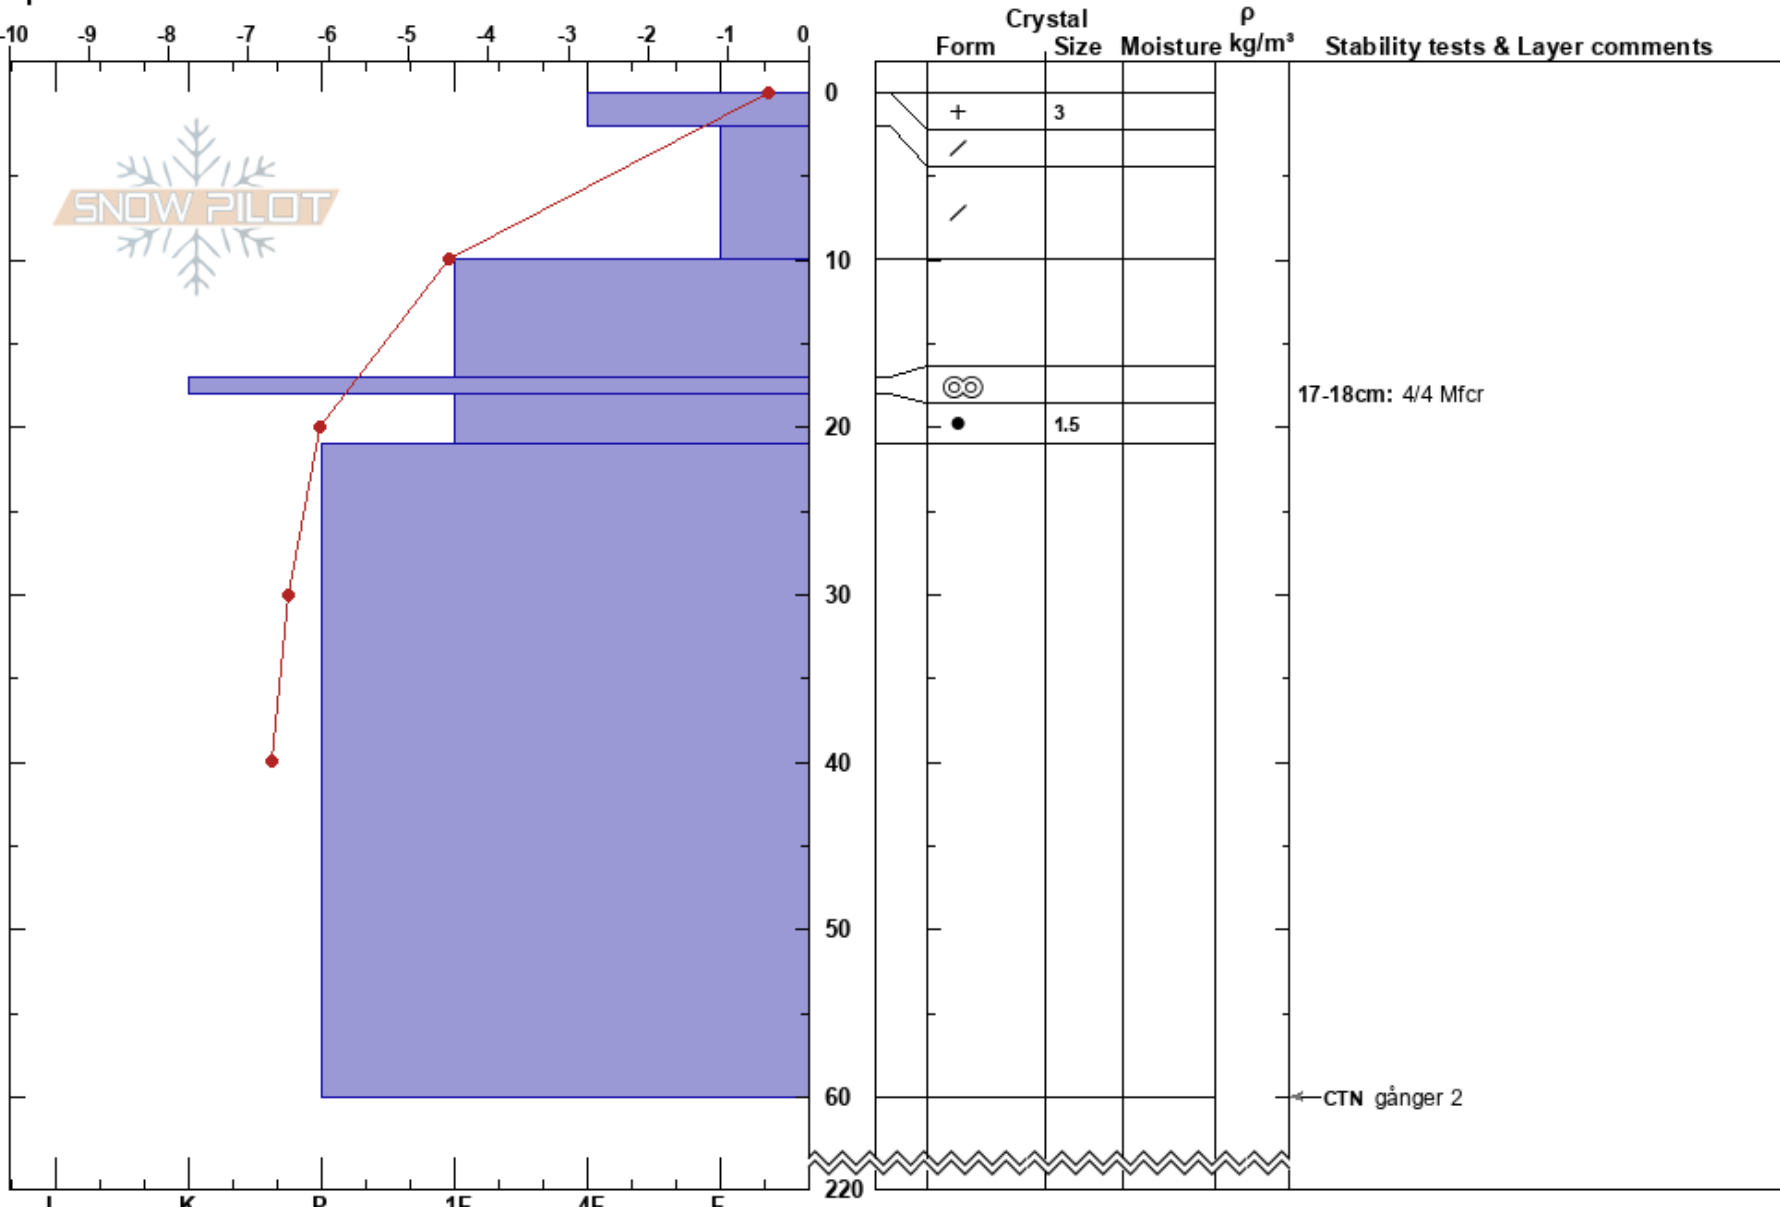 Crystal ρ
-10 -9 -8 -7 -6 -5 -4 -3 -2 -1 0 Form Size Moisture kg/m³ Stability tests & Layer comments
0
+ 3
SNOW PILOT
10
17-18cm: 4/4 Mfcr
20 1.5
30
40
50
60 CTN gånger 2
220
I K P 1F 4F F